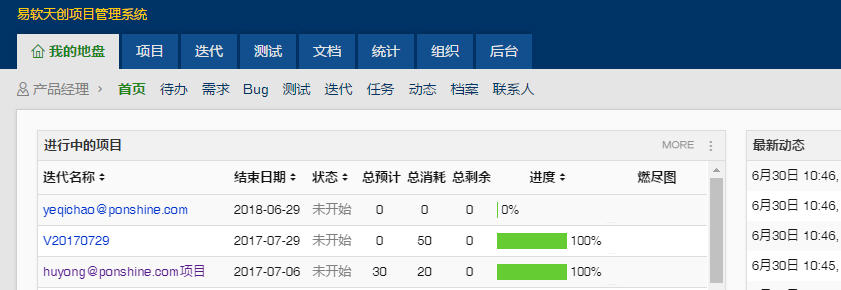 易软天创项目管理系统
我的地盘 项目 迭代 测试 文档 统计 组织 后台
产品经理 › 首页 待办 需求 Bug 测试 迭代 任务 动态 档案 联系人
进行中的项目 MORE
迭代名称 结束日期 状态 总预计 总消耗 总剩余 进度 燃尽图
yeqichao@ponshine.com 2018-06-29 未开始 0 0 0 0%
V20170729 2017-07-29 未开始 0 50 0 100%
huyong@ponshine.com项目 2017-07-06 未开始 30 20 0 100%
最新动态
6月30日 10:46,
6月30日 10:46,
6月30日 10:46,
6月30日 10:45,